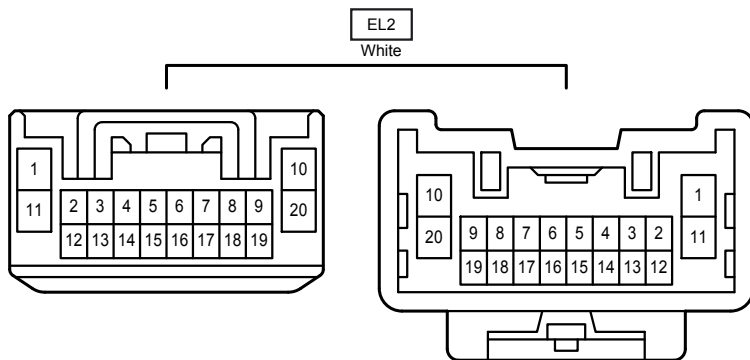 EL2
White
1 10
11 2 3 4 5 6 7 8 9 20
12 13 14 15 16 17 18 19
10 1
20 9 8 7 6 5 4 3 2 11
19 18 17 16 15 14 13 12